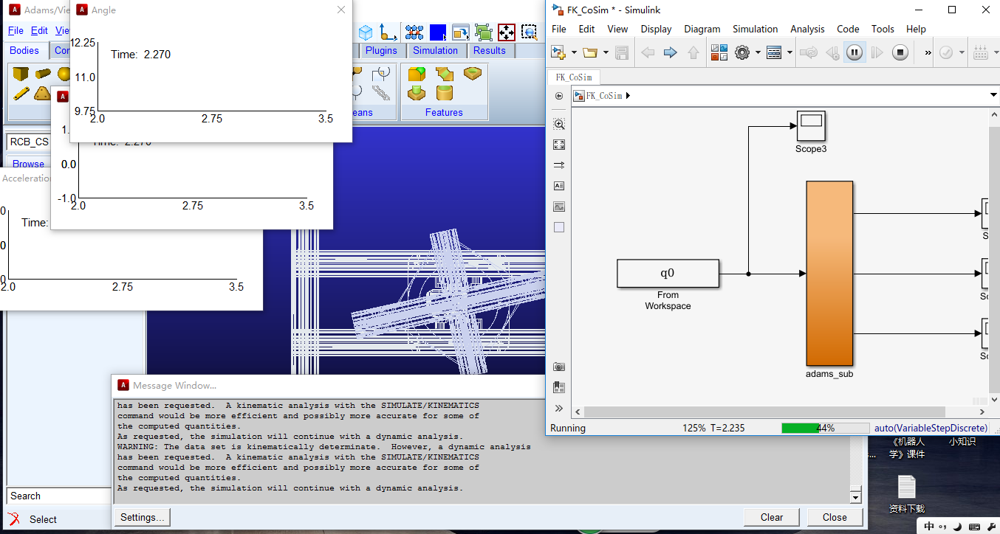 Adams/Vie
File Edit Vie
Bodies
Con
Plugins
Simulation
Results
eans
Features
RCB_CS
Browse
Search
Select
Angle
12.25
Time: 2.270
11.0
9.75
2.0
2.75
3.5
Time: 2.270
1.
0.0
-1.0
2.0
2.75
3.5
Acceleration
0
Time:
0
0
2.0
2.75
3.5
Message Window...
has been requested. A kinematic analysis with the SIMULATE/KINEMATICS
command would be more efficient and possibly more accurate for some of
the computed quantities.
As requested, the simulation will continue with a dynamic analysis.
WARNING: The data set is kinematically determinate. However, a dynamic analysis
has been requested. A kinematic analysis with the SIMULATE/KINEMATICS
command would be more efficient and possibly more accurate for some of
the computed quantities.
As requested, the simulation will continue with a dynamic analysis.
Settings...
Clear
Close
FK_CoSim * - Simulink
File Edit View Display Diagram Simulation Analysis Code Tools Help
FK_CoSim
FK_CoSim
Scope3
q0
From
Workspace
adams_sub
S
Sc
Sc
Running
125% T=2.235
44%
auto(VariableStepDiscrete)
《机器人
学》课件
小知识
s...
资料下载
中